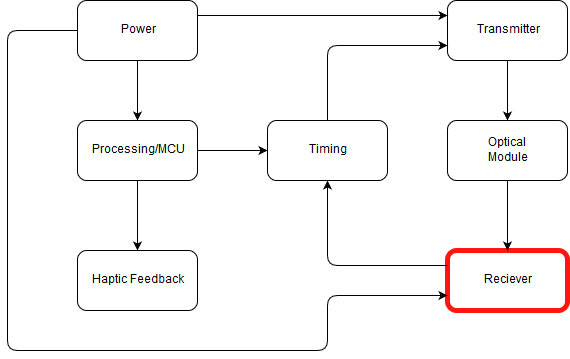 Power
Transmitter
Processing/MCU
Timing
Optical
Module
Haptic Feedback
Reciever